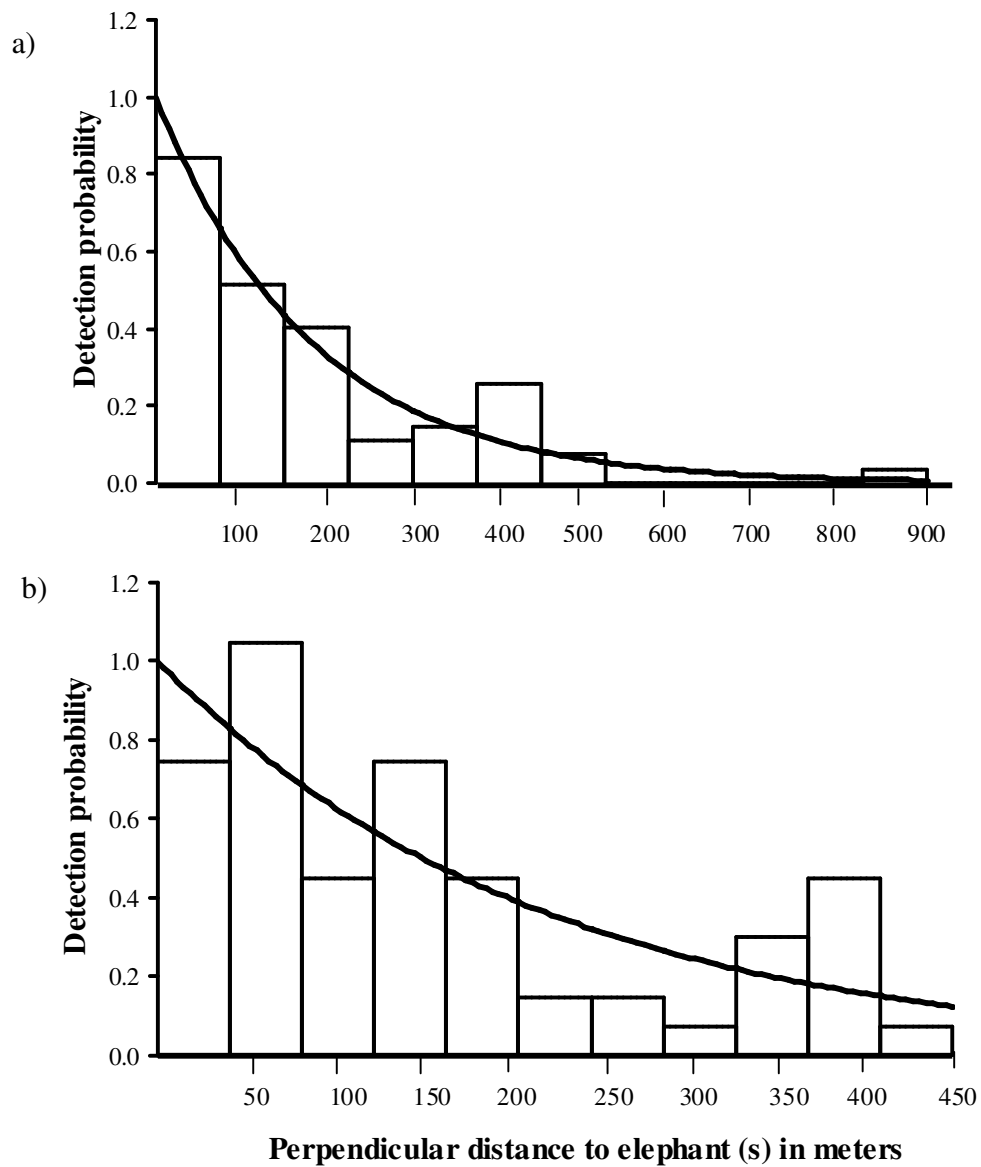 a)
1.2
1.0
0.8
0.6
0.4
0.2
0.0
Detection probability
100 200 300 400 500 600 700 800 900
b)
1.2
1.0
0.8
0.6
0.4
0.2
0.0
Detection probability
50 100 150 200 250 300 350 400 450
Perpendicular distance to elephant (s) in meters